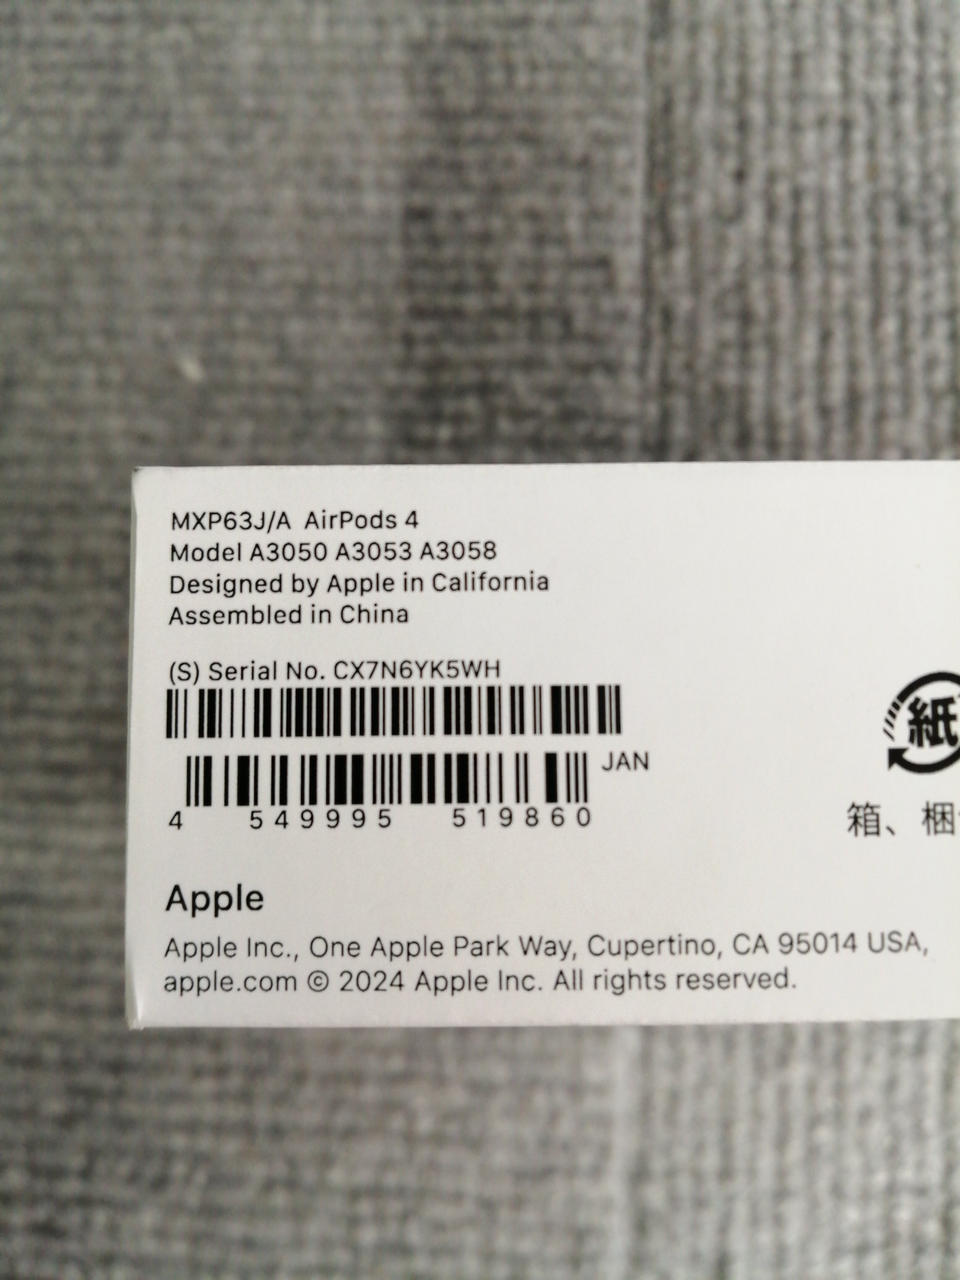 MXP63J/A AirPods 4
Model A3050 A3053 A3058
Designed by Apple in California
Assembled in China
(S) Serial No. CX7N6YK5WH
JAN
4 549995 519860
紙
箱、梱
Apple
Apple Inc., One Apple Park Way, Cupertino, CA 95014 USA,
apple.com © 2024 Apple Inc. All rights reserved.